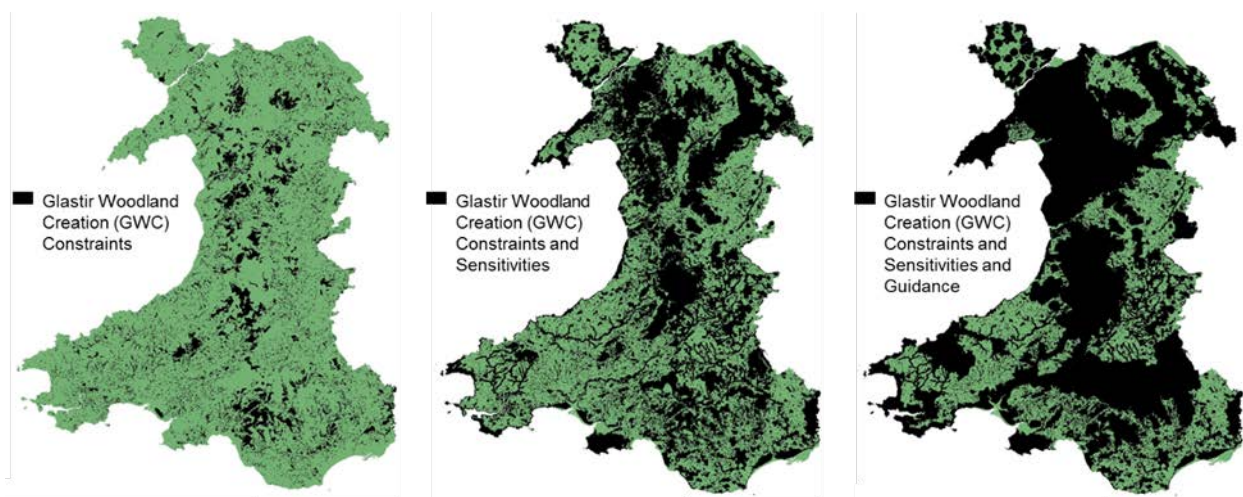 Glastir Woodland
Creation (GWC)
Constraints
Glastir Woodland
Creation (GWC)
Constraints and
Sensitivities
Glastir Woodland
Creation (GWC)
Constraints and
Sensitivities and
Guidance